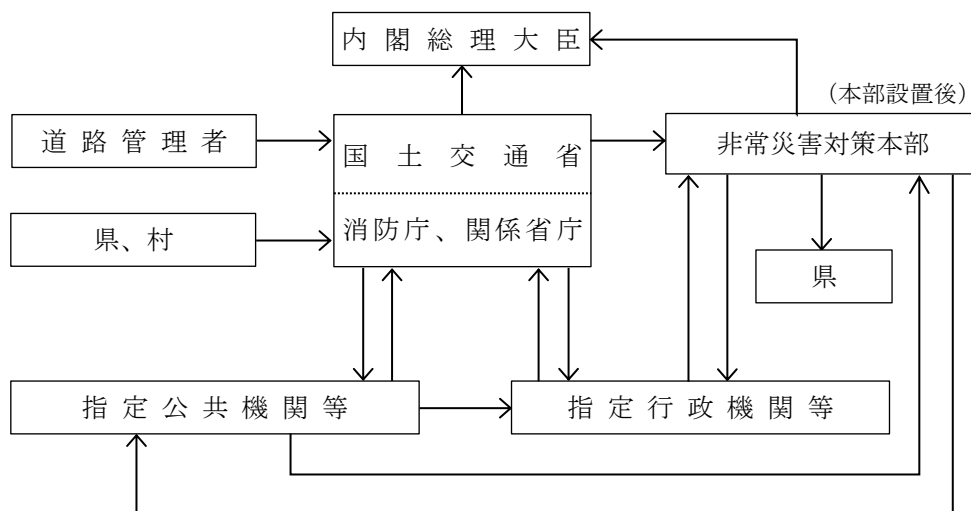 内閣総理大臣
（本部設置後）
道路管理者
国土交通省
非常災害対策本部
県、村
消防庁、関係省庁
県
指定公共機関等
指定行政機関等